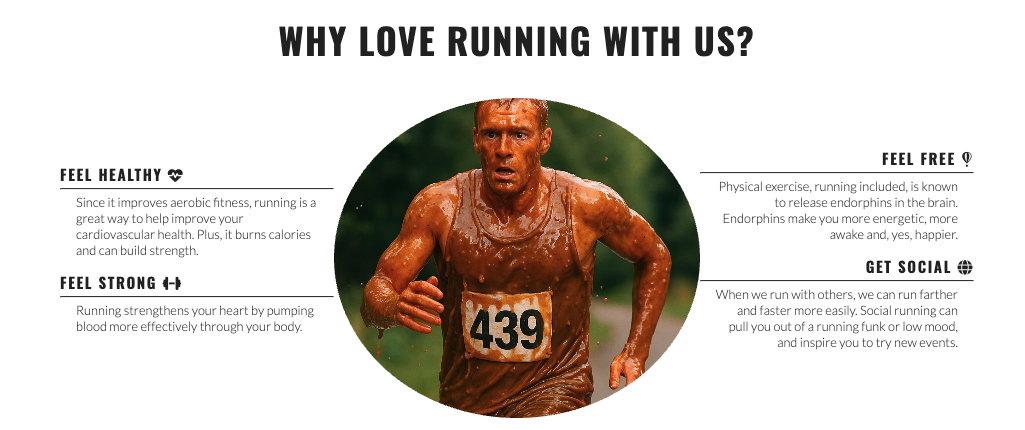 WHY LOVE RUNNING WITH US?
FEEL HEALTHY
Since it improves aerobic fitness, running is a
great way to help improve your
cardiovascular health. Plus, it burns calories
and can build strength.
FEEL STRONG
Running strengthens your heart by pumping
blood more effectively through your body.
439
FEEL FREE
Physical exercise, running included, is known
to release endorphins in the brain.
Endorphins make you more energetic, more
awake and, yes, happier.
GET SOCIAL
When we run with others, we can run farther
and faster more easily. Social running can
pull you out of a running funk or low mood,
and inspire you to try new events.